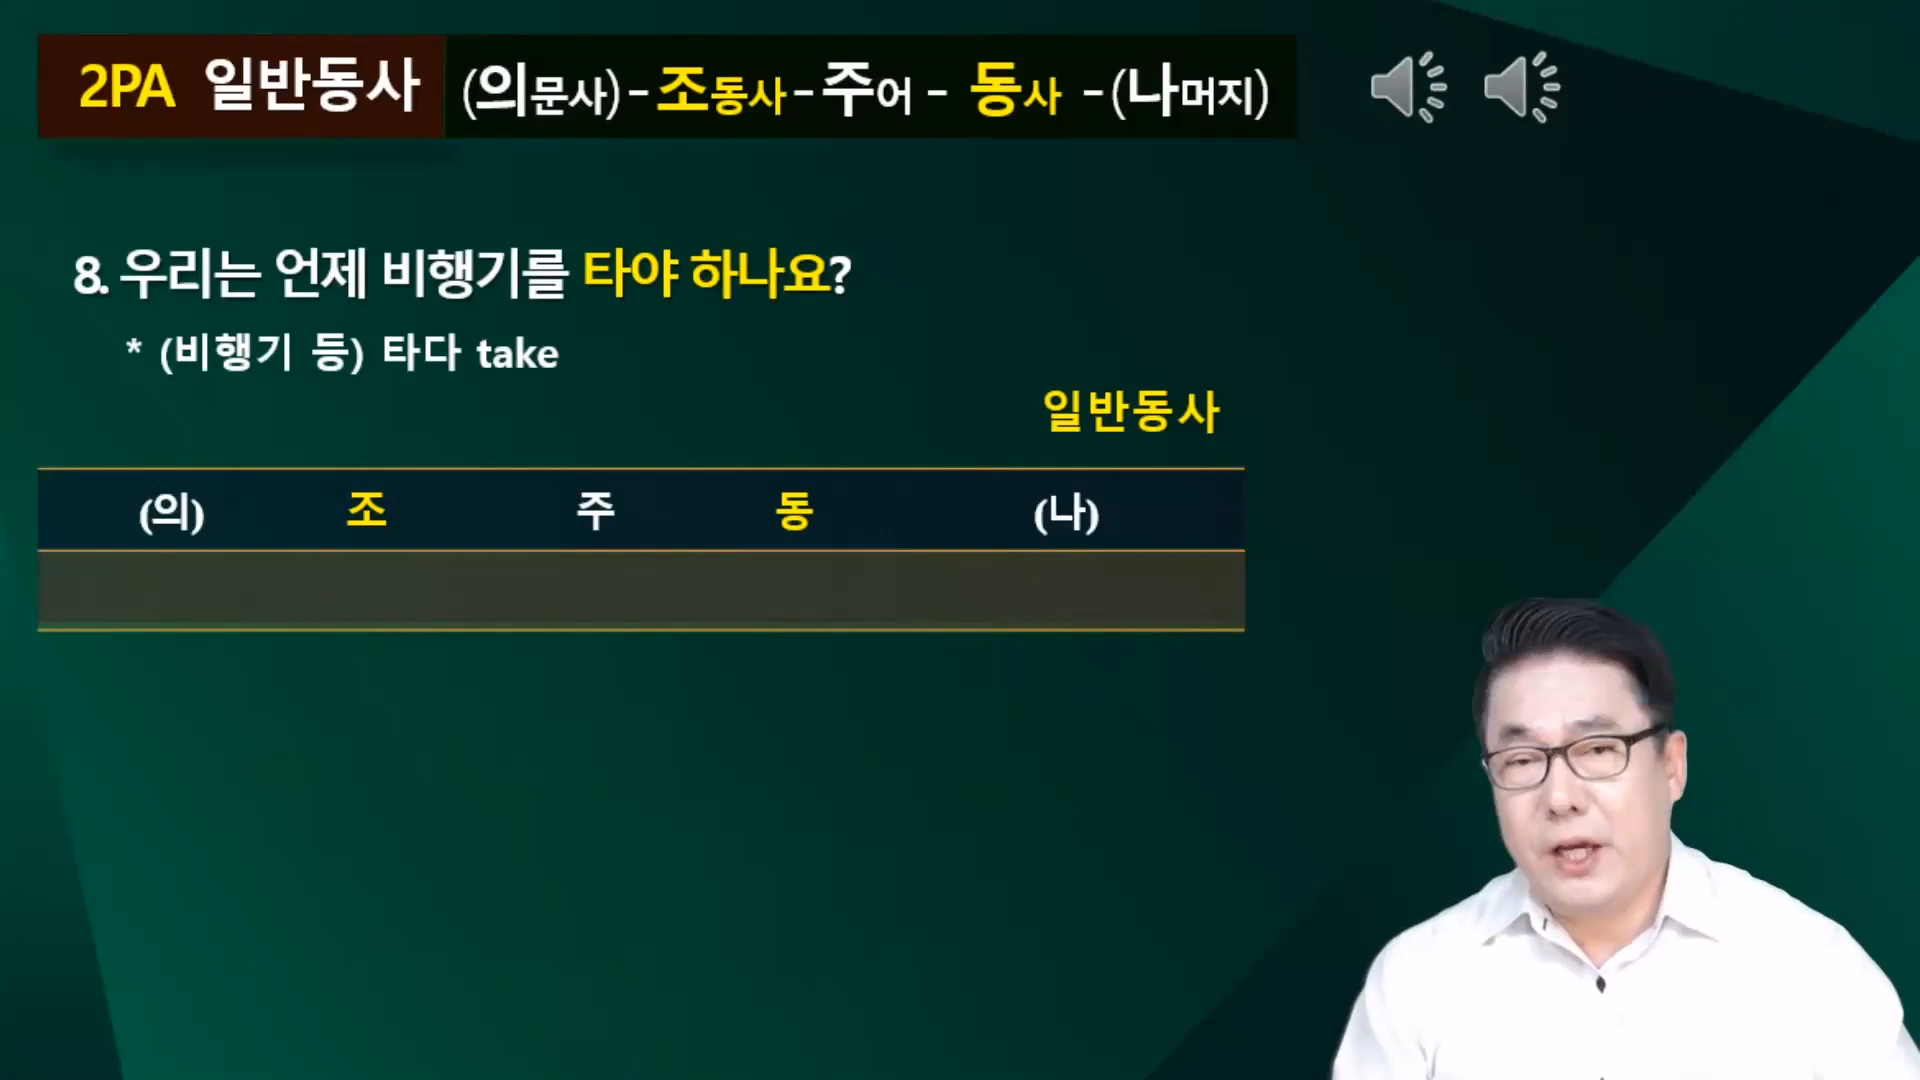 2PA 일반동사 (의문사)-조동사-주어 - 동사 -(나머지)
8. 우리는 언제 비행기를 타야 하나요?
* (비행기 등) 타다 take
일반동사
(의) 조 주 동 (나)